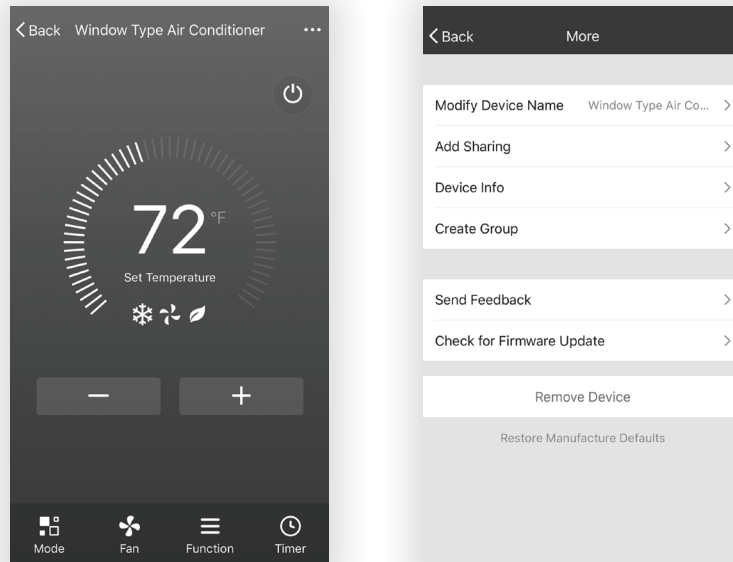 Back Window Type Air Conditioner ...
72 °F
Set Temperature
− +
Mode Fan Function Timer
Back More
Modify Device Name Window Type Air Co...
Add Sharing
Device Info
Create Group
Send Feedback
Check for Firmware Update
Remove Device
Restore Manufacture Defaults